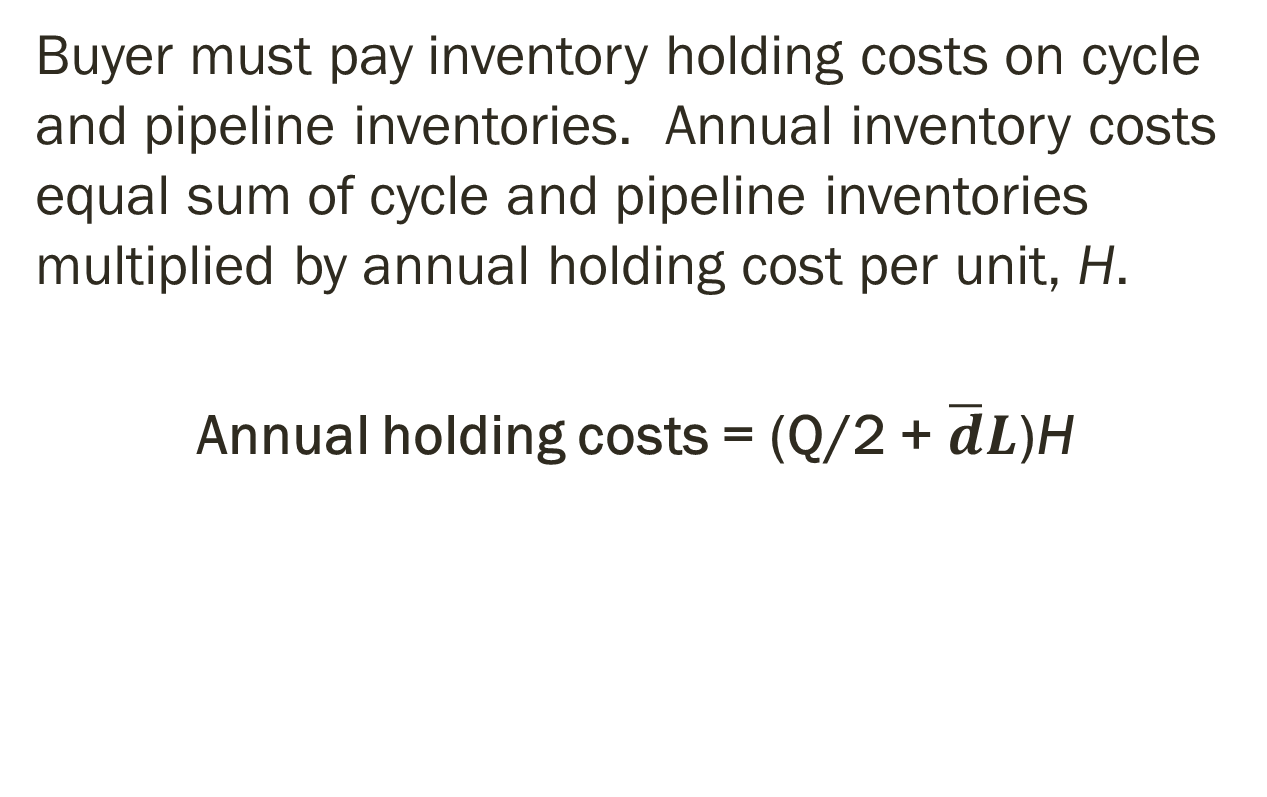 Buyer must pay inventory holding costs on cycle
and pipeline inventories.  Annual inventory costs
equal sum of cycle and pipeline inventories
multiplied by annual holding cost per unit, H.
Annual holding costs = (Q/2 + d̅L)H